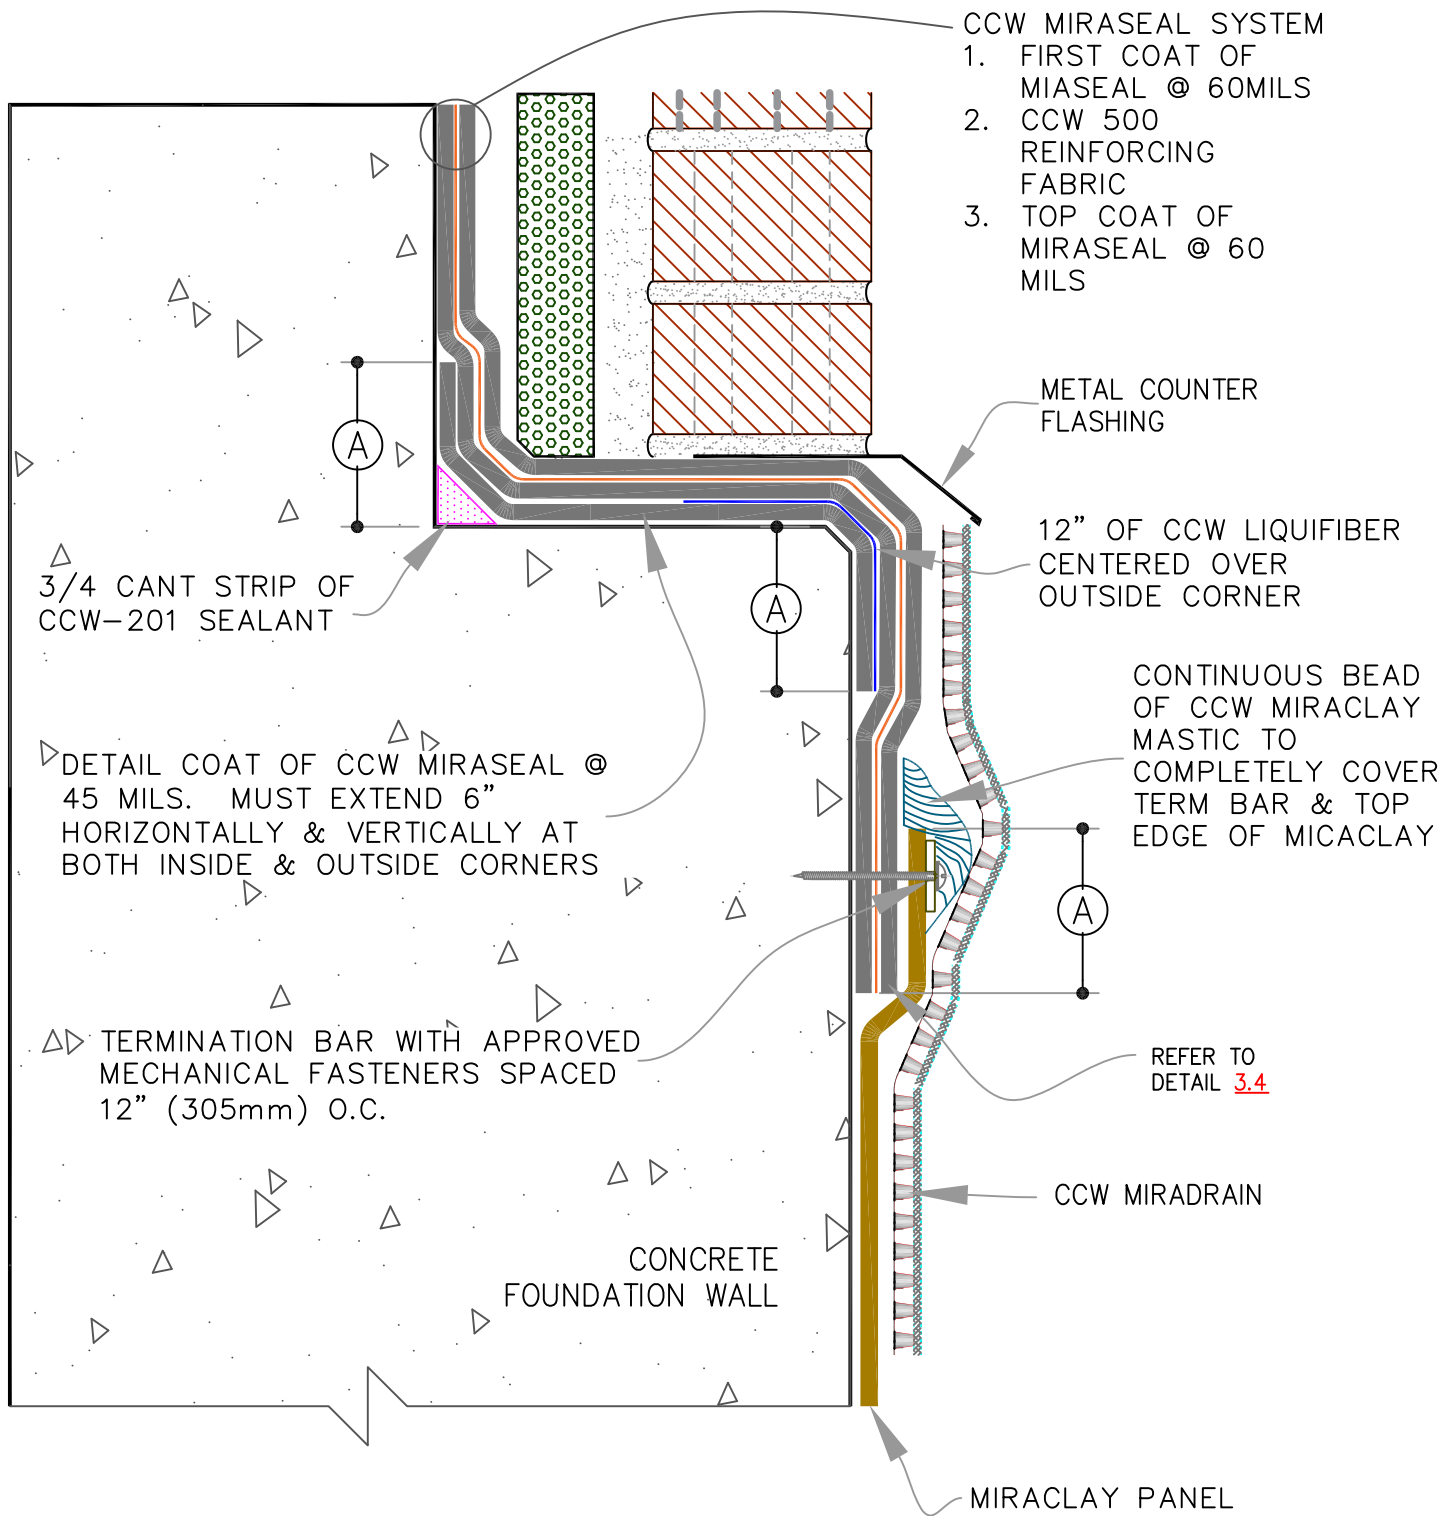 CCW MIRASEAL SYSTEM
1. FIRST COAT OF
MIASEAL @ 60MILS
2. CCW 500
REINFORCING
FABRIC
3. TOP COAT OF
MIRASEAL @ 60
MILS
METAL COUNTER
FLASHING
A
12" OF CCW LIQUIFIBER
CENTERED OVER
OUTSIDE CORNER
3/4 CANT STRIP OF
CCW-201 SEALANT
A
CONTINUOUS BEAD
OF CCW MIRACLAY
MASTIC TO
COMPLETELY COVER
TERM BAR & TOP
EDGE OF MICACLAY
DETAIL COAT OF CCW MIRASEAL @
45 MILS. MUST EXTEND 6"
HORIZONTALLY & VERTICALLY AT
BOTH INSIDE & OUTSIDE CORNERS
A
TERMINATION BAR WITH APPROVED
MECHANICAL FASTENERS SPACED
12" (305mm) O.C.
REFER TO
DETAIL 3.4
CCW MIRADRAIN
CONCRETE
FOUNDATION WALL
MIRACLAY PANEL